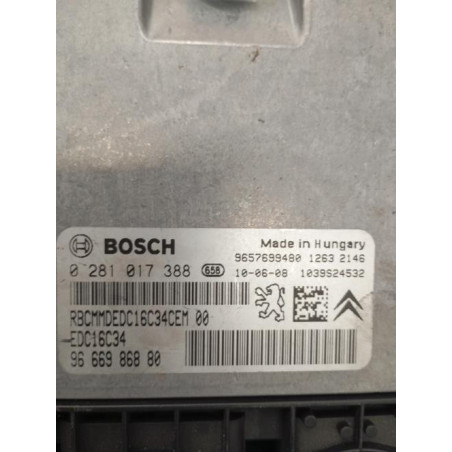 BOSCH
Made in Hungary
9657699480 1263 2146
0 281 017 388 658 10-06-08 1039S24532
RBCMMDEDC16C34CEM 00
EDC16C34
96 669 868 80